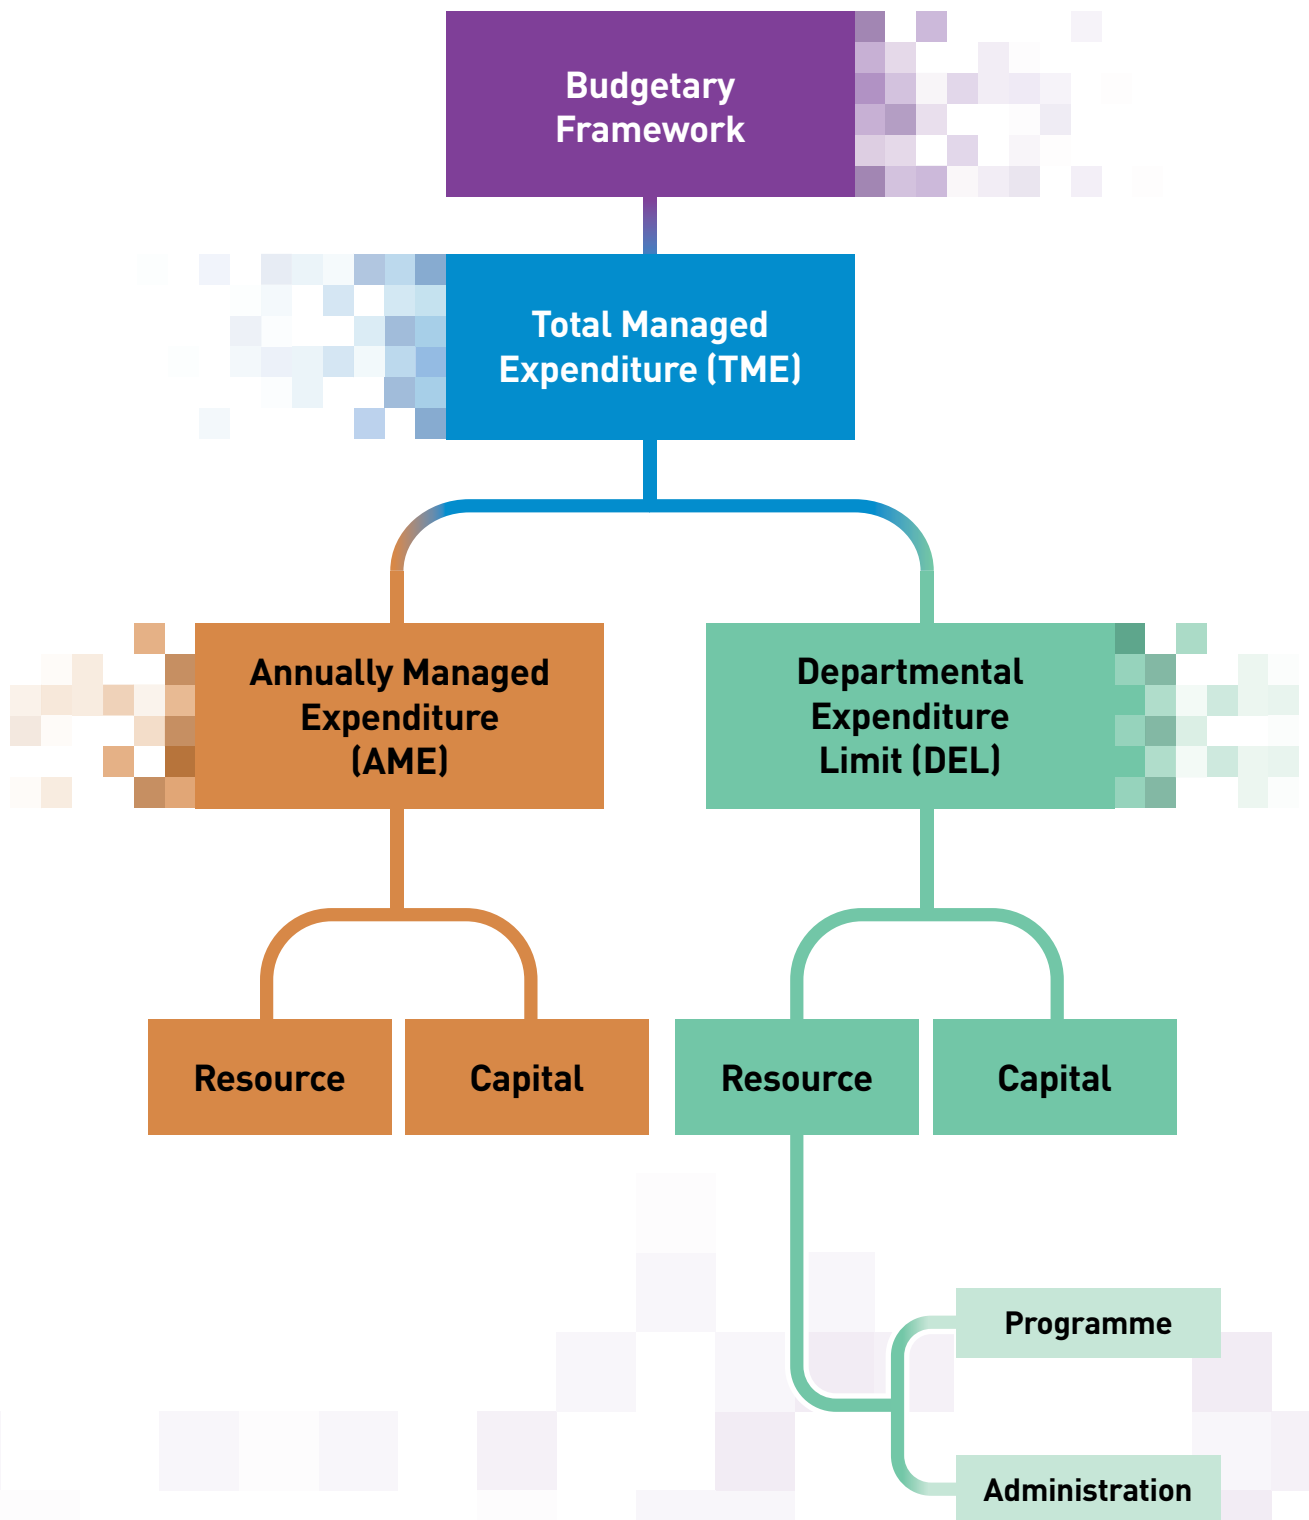 Budgetary
Framework
Total Managed
Expenditure (TME)
Annually Managed
Expenditure
(AME)
Departmental
Expenditure
Limit (DEL)
Resource
Capital
Resource
Capital
Programme
Administration